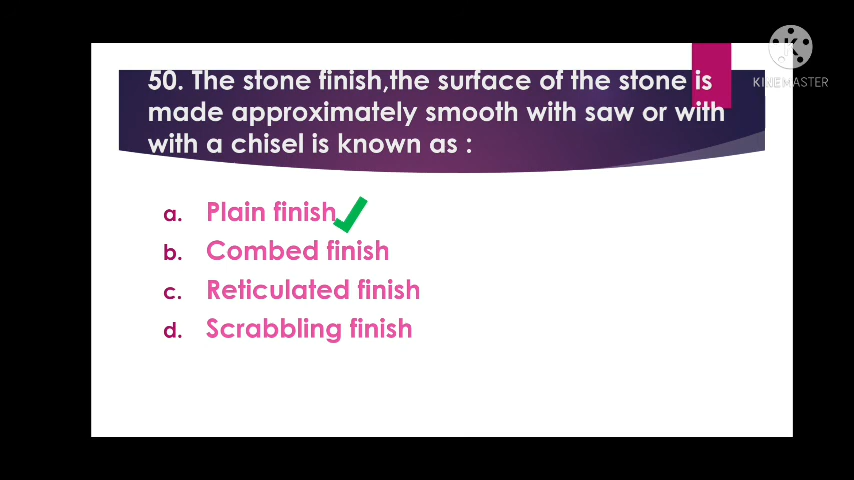 50. The stone finish,the surface of the stone is
made approximately smooth with saw or with
with a chisel is known as :
a. Plain finish
b. Combed finish
c. Reticulated finish
d. Scrabbling finish
K
KINEMASTER